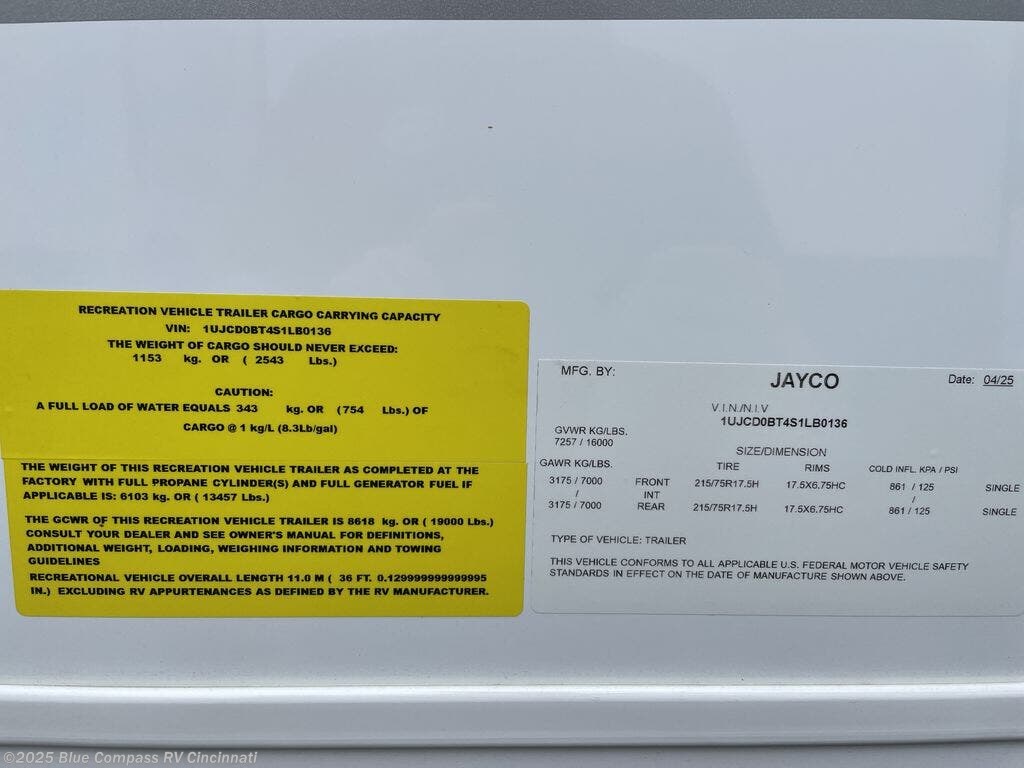 RECREATION VEHICLE TRAILER CARGO CARRYING CAPACITY
VIN: 1UJCD0BT4S1LB0136
THE WEIGHT OF CARGO SHOULD NEVER EXCEED:
1153 kg. OR ( 2543 Lbs.)
CAUTION:
A FULL LOAD OF WATER EQUALS 343 kg. OR (754 Lbs.) OF
CARGO @ 1 kg/L (8.3Lb/gal)
THE WEIGHT OF THIS RECREATION VEHICLE TRAILER AS COMPLETED AT THE
FACTORY WITH FULL PROPANE CYLINDER(S) AND FULL GENERATOR FUEL IF
APPLICABLE IS: 6103 kg. OR ( 13457 Lbs.)
THE GCWR OF THIS RECREATION VEHICLE TRAILER IS 8618 kg. OR ( 19000 Lbs.)
CONSULT YOUR DEALER AND SEE OWNER'S MANUAL FOR DEFINITIONS,
ADDITIONAL WEIGHT, LOADING, WEIGHING INFORMATION AND TOWING
GUIDELINES
RECREATIONAL VEHICLE OVERALL LENGTH 11.0 M ( 36 FT. 0.129999999999995
IN.) EXCLUDING RV APPURTENANCES AS DEFINED BY THE RV MANUFACTURER.
MFG. BY: JAYCO Date: 04/25
V.I.N./N.I.V
1UJCD0BT4S1LB0136
GVWR KG/LBS.
7257 / 16000
SIZE/DIMENSION
GAWR KG/LBS. TIRE RIMS COLD INFL. KPA / PSI
3175 / 7000 FRONT 215/75R17.5H 17.5X6.75HC 861 / 125 SINGLE
/ INT /
3175 / 7000 REAR 215/75R17.5H 17.5X6.75HC 861 / 125 SINGLE
TYPE OF VEHICLE: TRAILER
THIS VEHICLE CONFORMS TO ALL APPLICABLE U.S. FEDERAL MOTOR VEHICLE SAFETY
STANDARDS IN EFFECT ON THE DATE OF MANUFACTURE SHOWN ABOVE.
©2025 Blue Compass RV Cincinnati